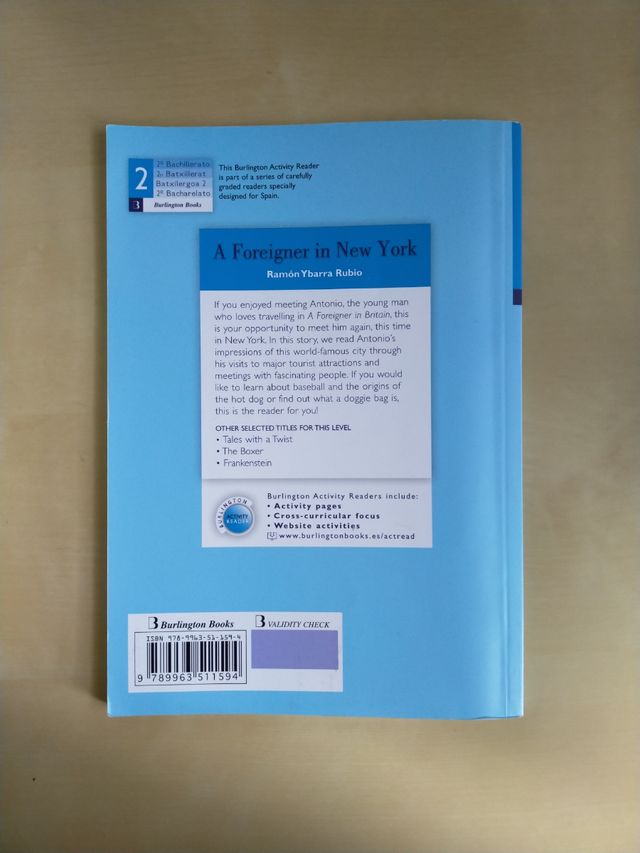 2
2º Bachillerato
2n Batxillerat
Batxilergoa 2
2º Bacharelato
B Burlington Books
This Burlington Activity Reader
is part of a series of carefully
graded readers specially
designed for Spain.
A Foreigner in New York
Ramón Ybarra Rubio
If you enjoyed meeting Antonio, the young man
who loves travelling in A Foreigner in Britain, this
is your opportunity to meet him again, this time
in New York. In this story, we read Antonio's
impressions of this world-famous city through
his visits to major tourist attractions and
meetings with fascinating people. If you would
like to learn about baseball and the origins of
the hot dog or find out what a doggie bag is,
this is the reader for you!
OTHER SELECTED TITLES FOR THIS LEVEL
• Tales with a Twist
• The Boxer
• Frankenstein
BURLINGTON
ACTIVITY
READER
Burlington Activity Readers include:
• Activity pages
• Cross-curricular focus
• Website activities
www.burlingtonbooks.es/actread
B Burlington Books
B VALIDITY CHECK
ISBN 978-9963-51-159-4
9 789963 511594